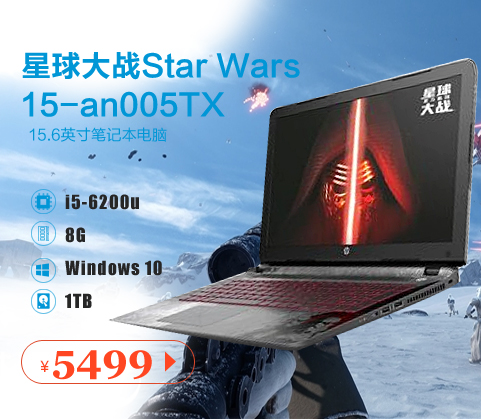 星球大战Star Wars
15-an005TX
15.6英寸笔记本电脑
i5-6200u
8G
Windows 10
1TB
¥5499
星球
大战
hp